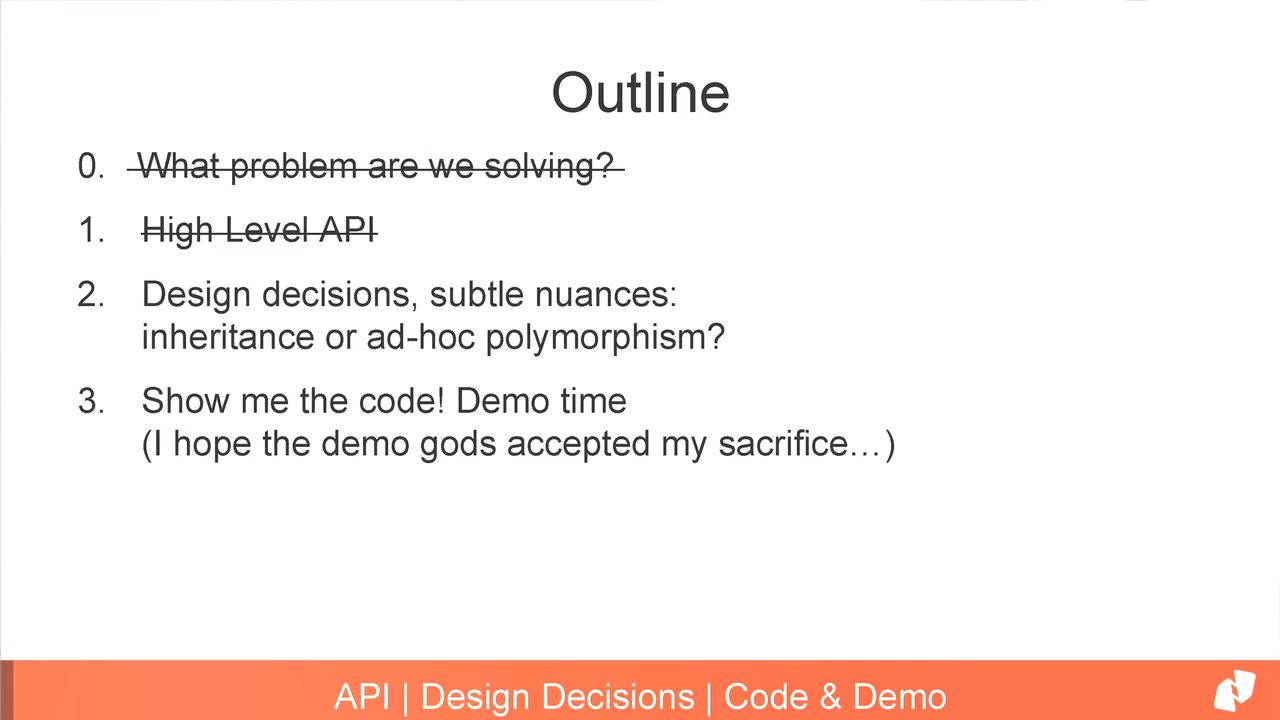 Outline
0. What problem are we solving?
1. High Level API
2. Design decisions, subtle nuances:
inheritance or ad-hoc polymorphism?
3. Show me the code! Demo time
(I hope the demo gods accepted my sacrifice…)
API | Design Decisions | Code & Demo